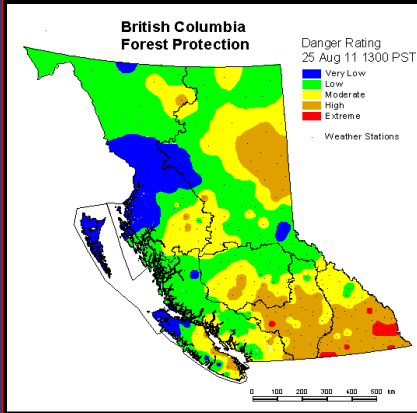 British Columbia
Forest Protection
Danger Rating
25 Aug 11 1300 PST
Very Low
Low
Moderate
High
Extreme
Weather Stations
0 100 200 300 400 500 600 km